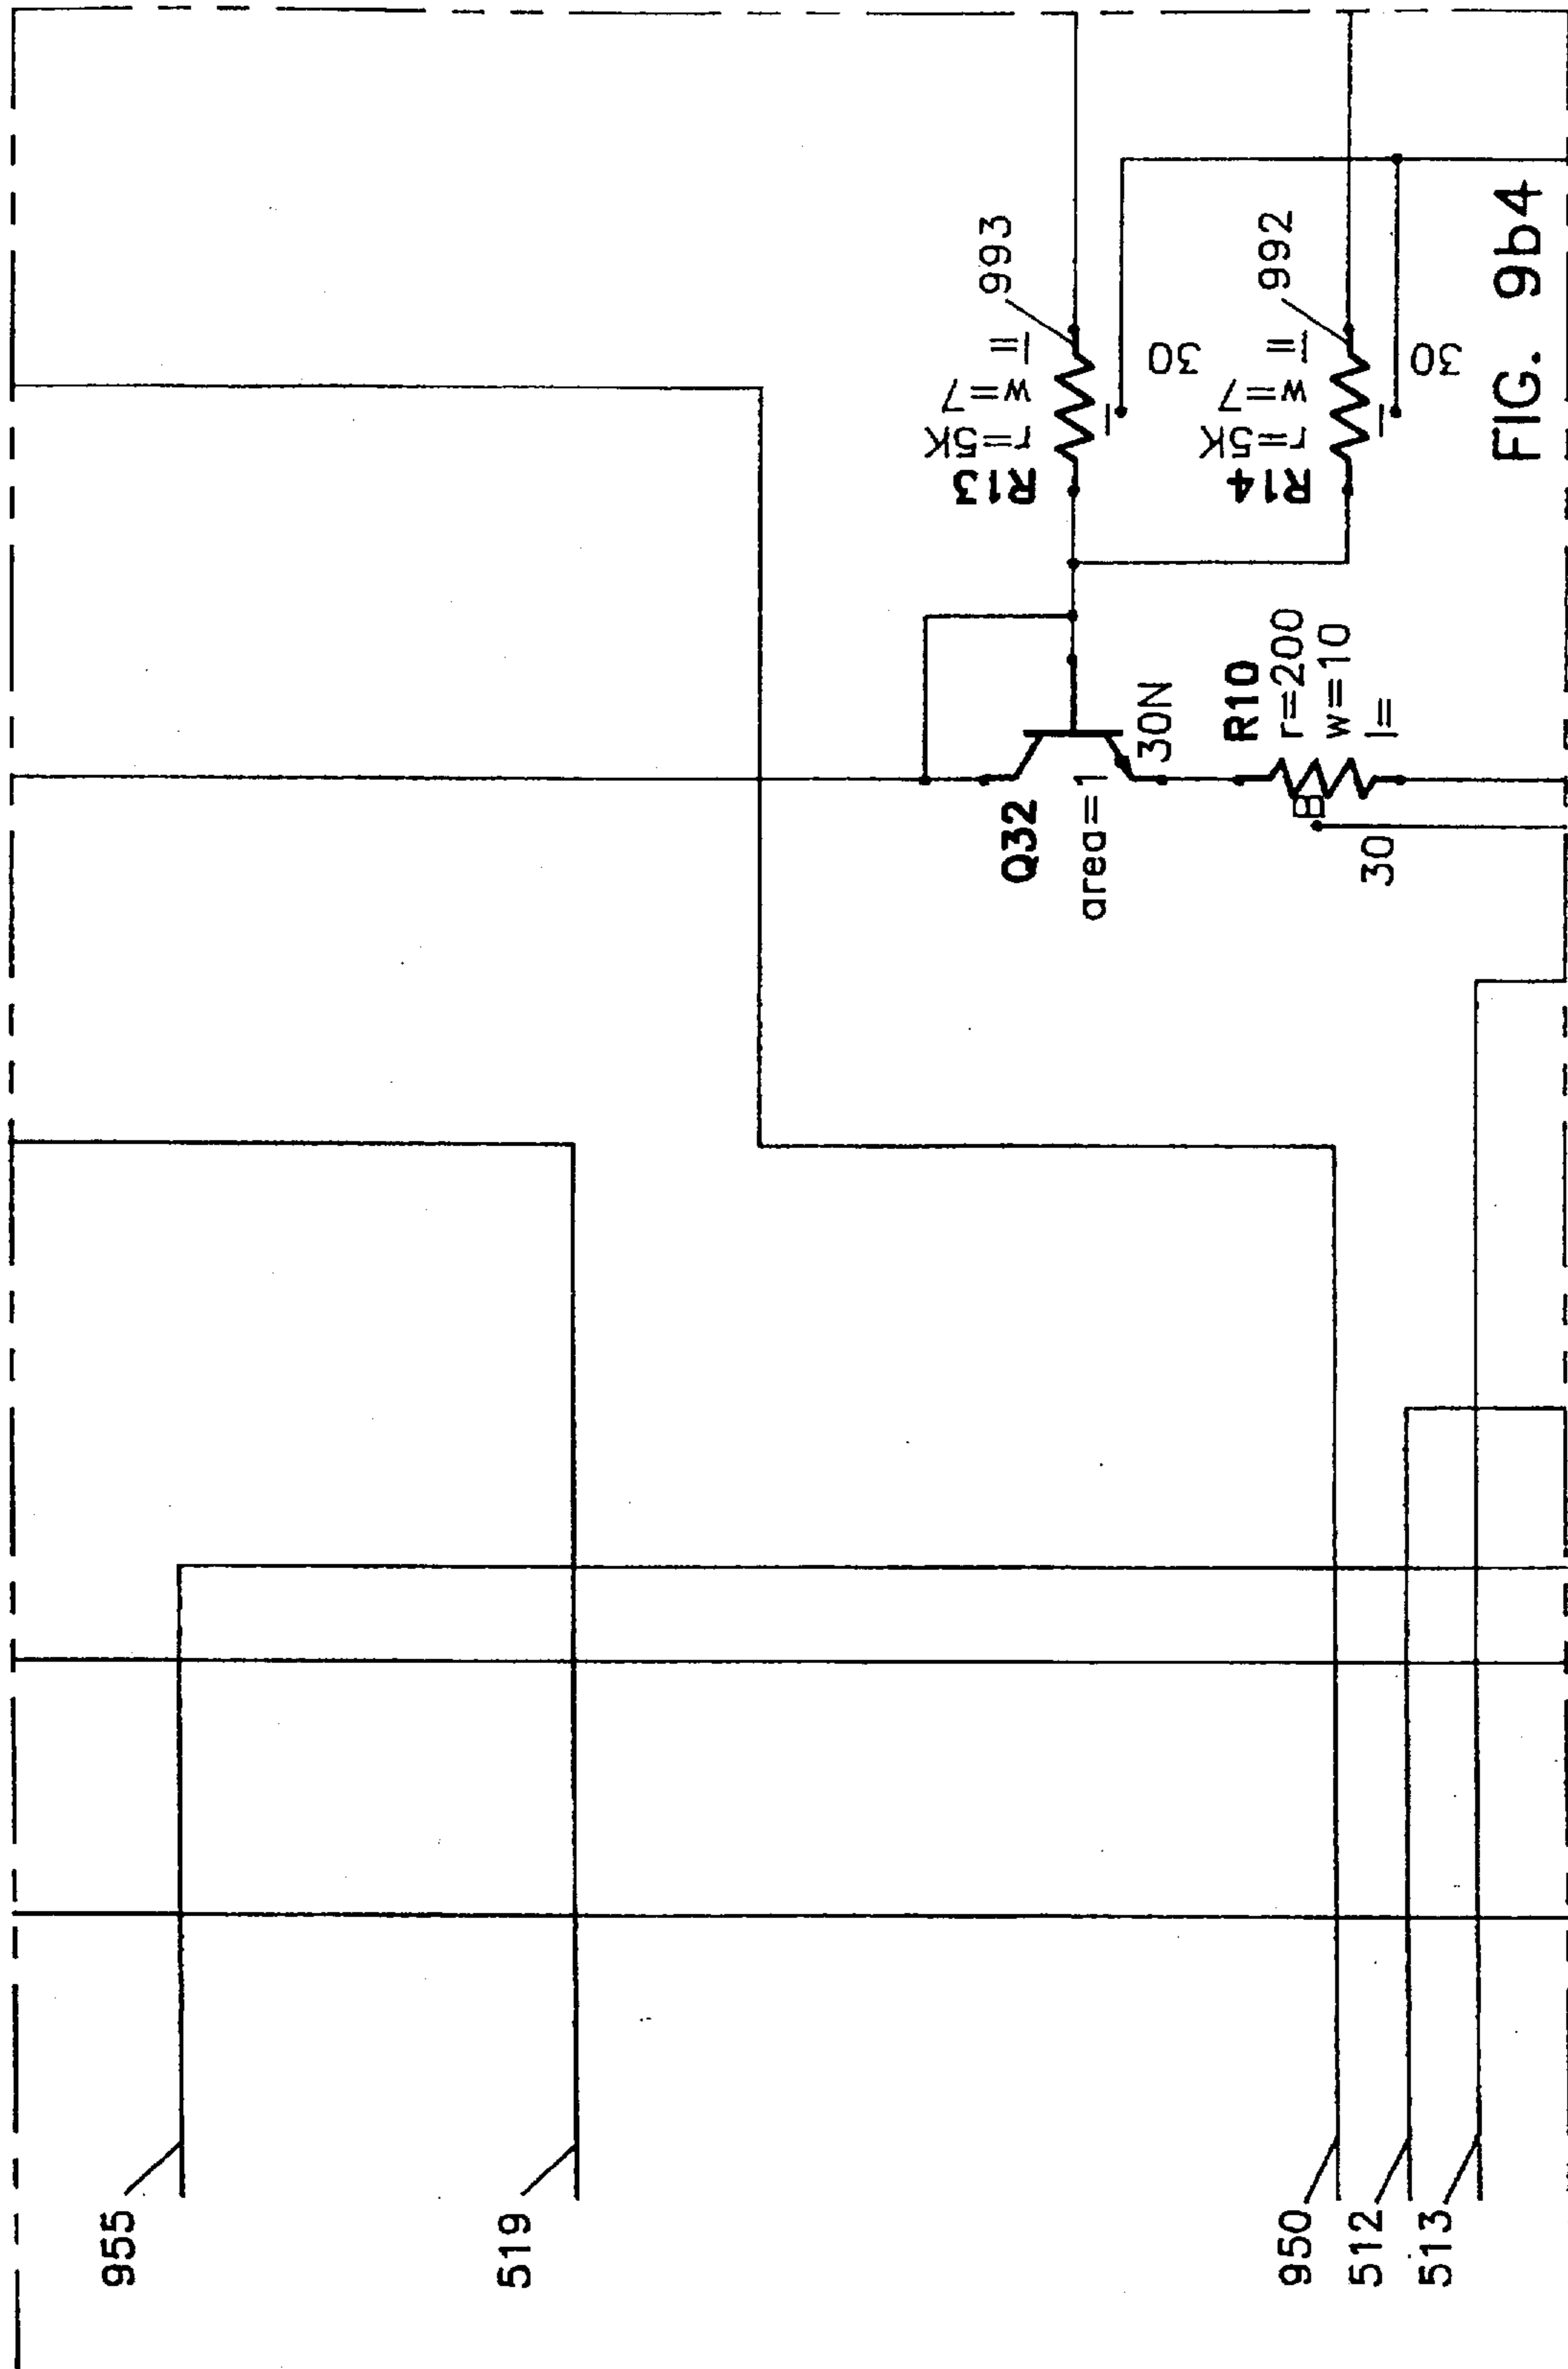 955
519
950
512
513
Q32
area=1
30N
R10
r=200
w=10
l=
B
30
R13
r=5K
w=7
l=
I
30
993
R14
r=5K
w=7
l=
I
30
992
FIG. 9b4